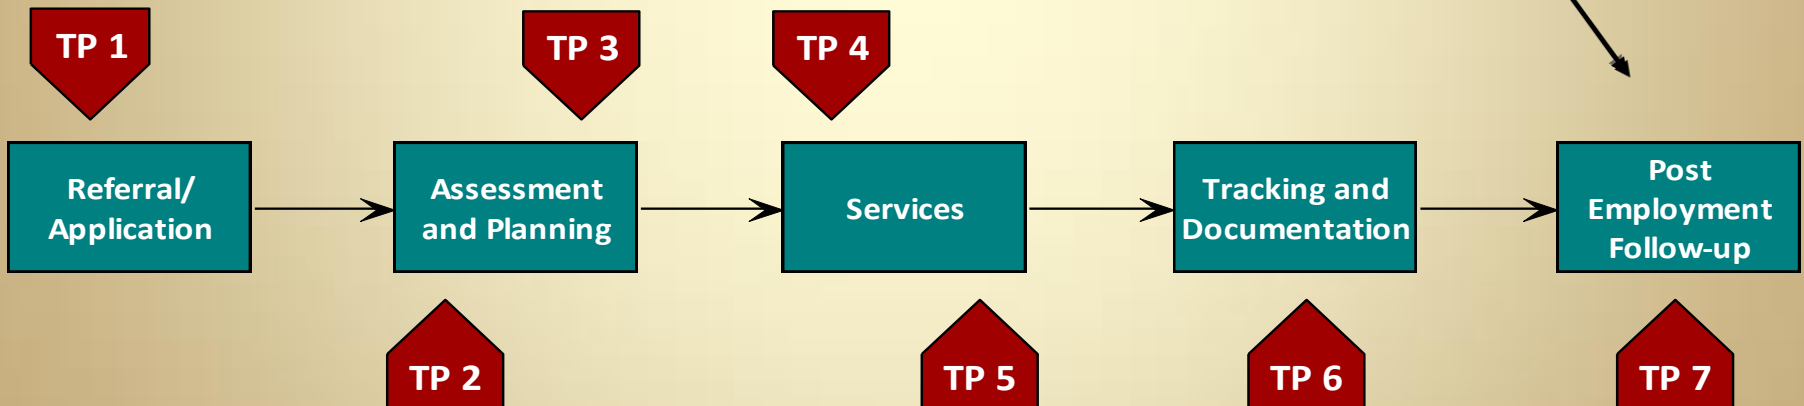 TP 1
TP 3
TP 4
Referral/
Application
Assessment
and Planning
Services
Tracking and
Documentation
Post
Employment
Follow-up
TP 2
TP 5
TP 6
TP 7